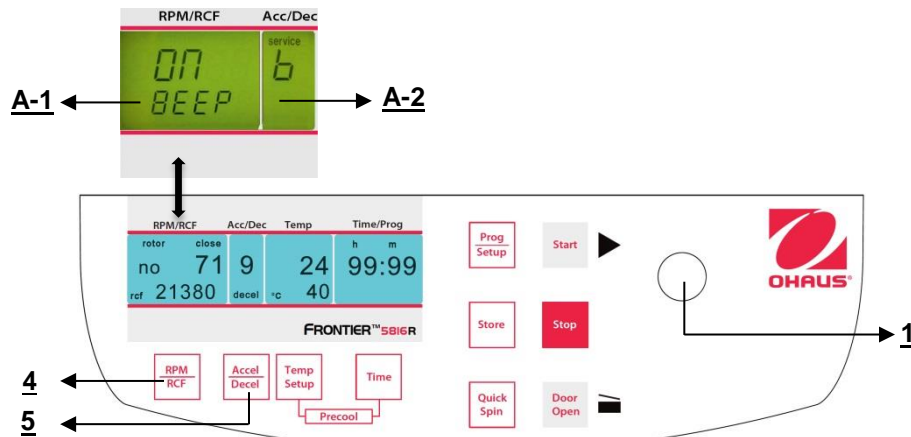 RPM/RCF Acc/Dec
service
ON b
BEEP
A-1 A-2
RPM/RCF Acc/Dec Temp Time/Prog
rotor close h m
no 71 9 24 99:99
rcf 21380 decel °C 40
FRONTIER™ 5816R
RPM
RCF
Accel
Decel
Temp
Setup
Time
Precool
Prog
Setup
Start
Store
Stop
Quick
Spin
Door
Open
OHAUS®
1
4
5